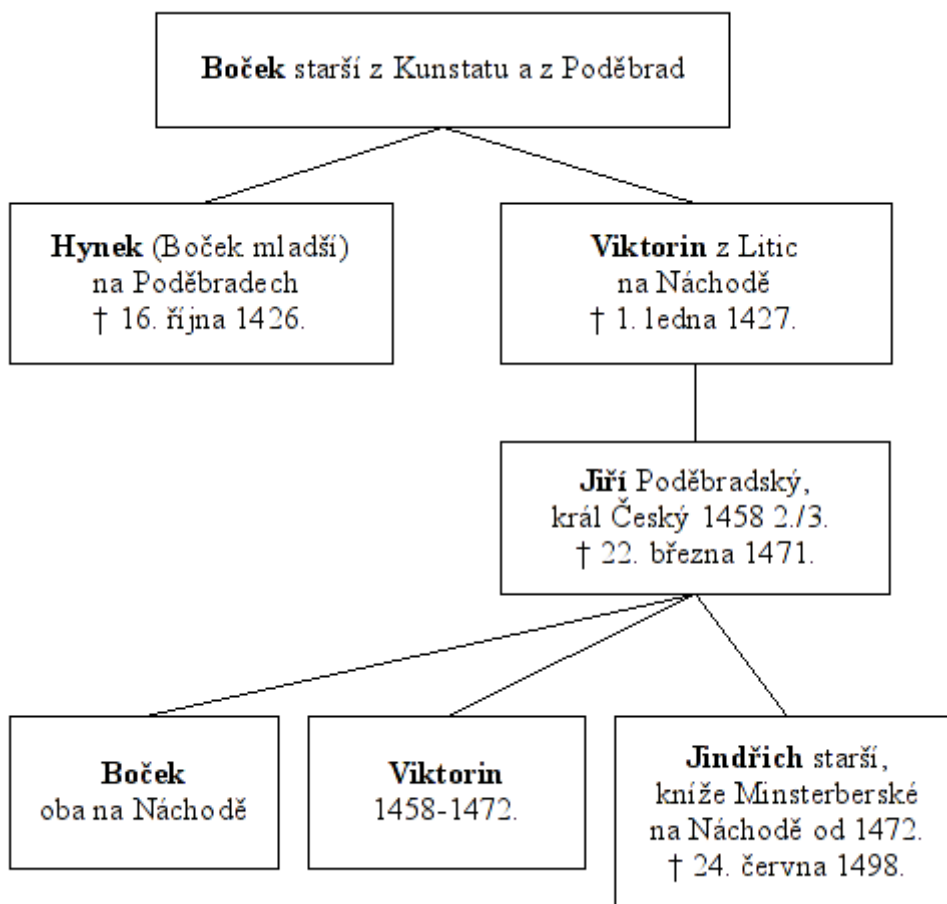 Boček starší z Kunstatu a z Poděbrad
Hynek (Boček mladší)
na Poděbradech
† 16. října 1426.
Viktorin z Litic
na Náchodě
† 1. ledna 1427.
Jiří Poděbradský,
král Český 1458 2./3.
† 22. března 1471.
Boček
oba na Náchodě
Viktorin
1458-1472.
Jindřich starší,
kníže Minsterberské
na Náchodě od 1472.
† 24. června 1498.